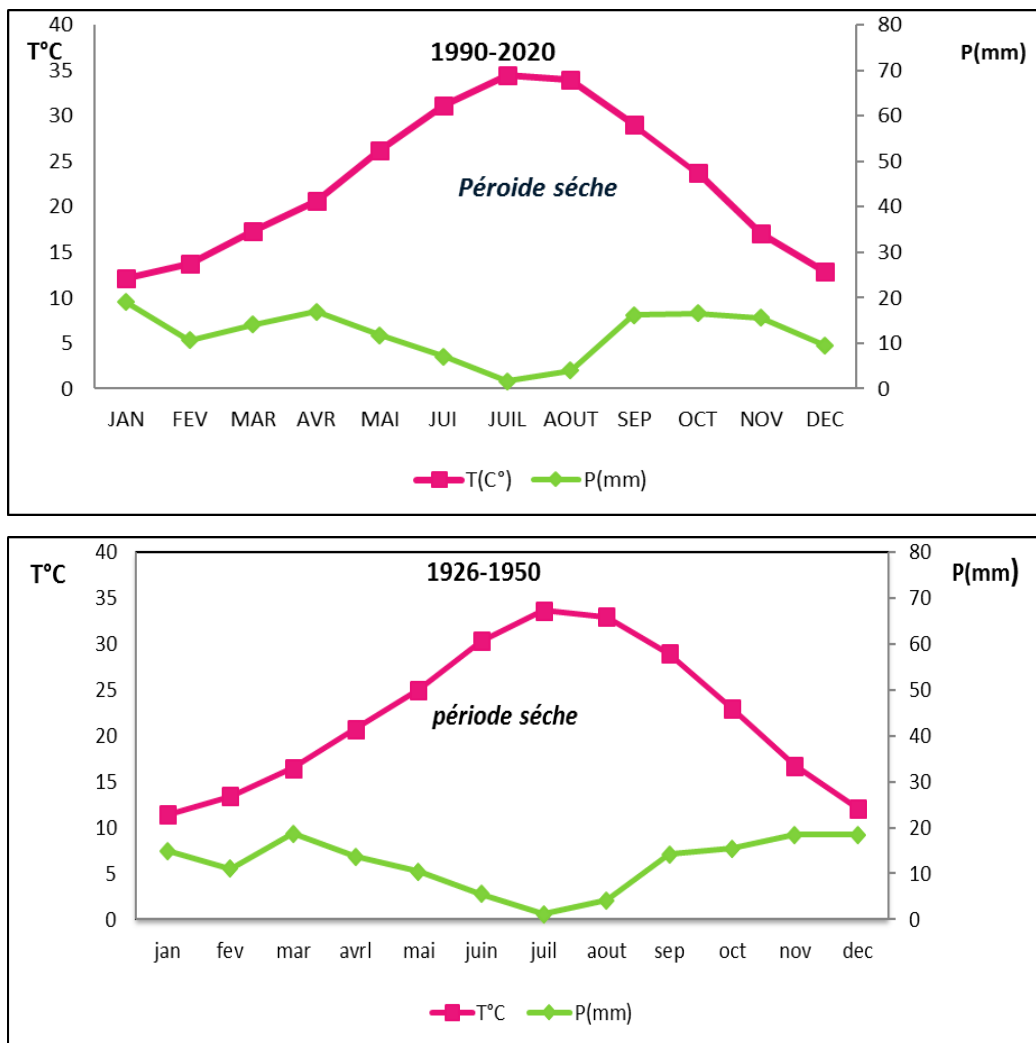 T°C 1990-2020 P(mm)
40 80
35 70
30 60
25 50
20 Péroide séche 40
15 30
10 20
5 10
0 0
JAN FEV MAR AVR MAI JUI JUIL AOUT SEP OCT NOV DEC
T(C°) P(mm)
T°C 1926-1950 P(mm)
40 80
35 70
30 60
25 50
20 période séche 40
15 30
10 20
5 10
0 0
jan fev mar avrl mai juin juil aout sep oct nov dec
T°C P(mm)